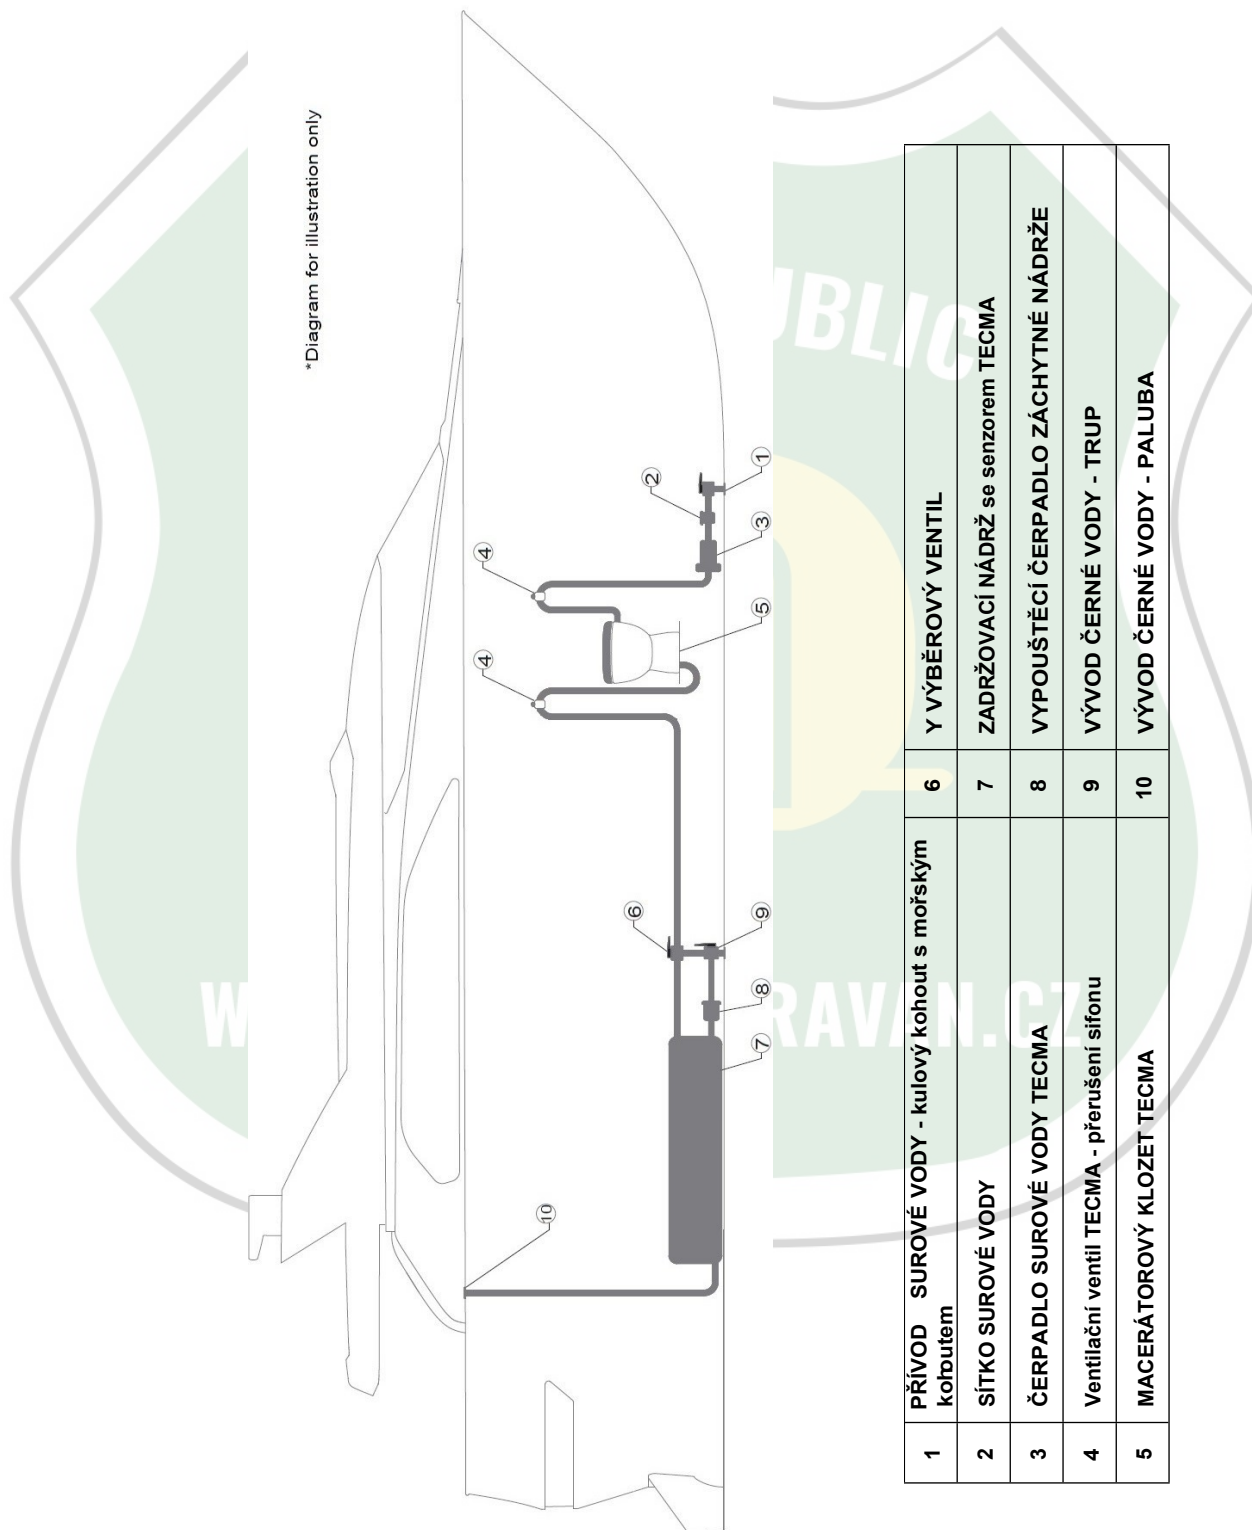 *Diagram for illustration only
1
2
3
4
5
4
6
9
8
7
10
UBLIC
W
RAVAN.CZ
1 PŘÍVOD SUROVÉ VODY - kulový kohout s mořským
kohoutem
6 Y VÝBĚROVÝ VENTIL
2 SÍTKO SUROVÉ VODY 7 ZADRŽOVACÍ NÁDRŽ se senzorem TECMA
3 ČERPADLO SUROVÉ VODY TECMA 8 VYPOUŠTĚCÍ ČERPADLO ZÁCHYTNÉ NÁDRŽE
4 Ventilační ventil TECMA - přerušení sifonu 9 VÝVOD ČERNÉ VODY - TRUP
5 MACERÁTOROVÝ KLOZET TECMA 10 VÝVOD ČERNÉ VODY - PALUBA